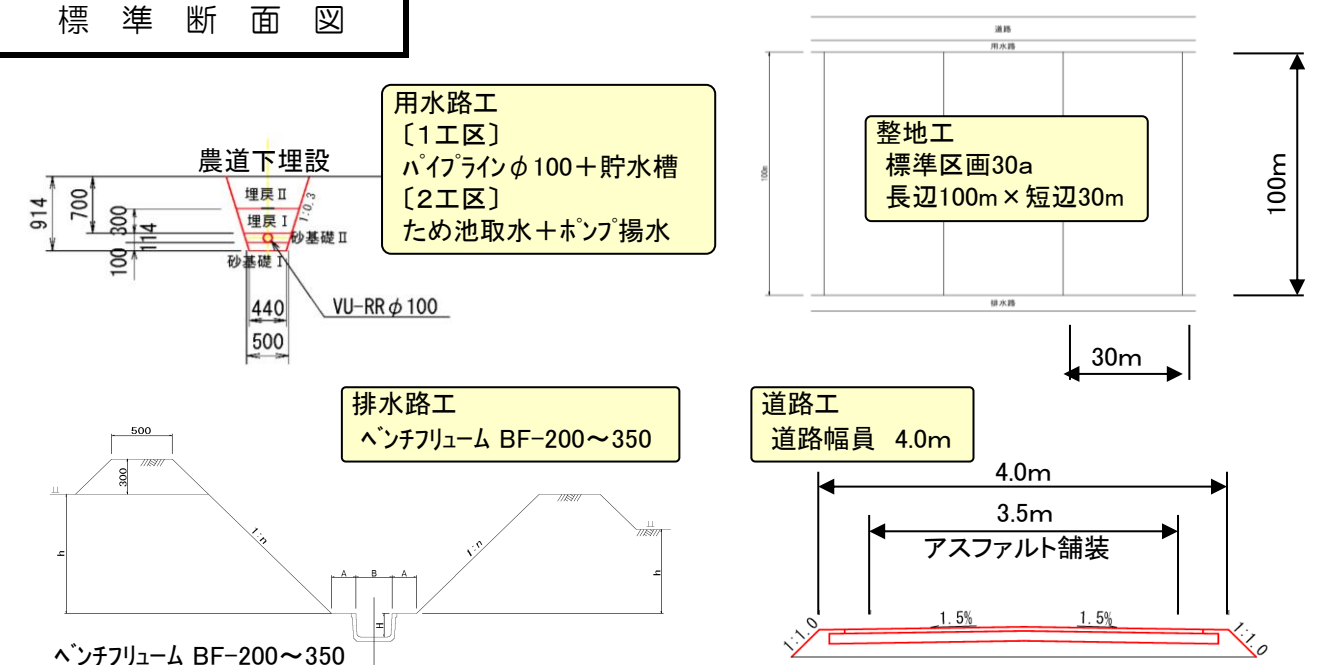 標準断面図
用水路工
〔1工区〕
パイプラインφ100+貯水槽
〔2工区〕
ため池取水+ポンプ揚水
農道下埋設
埋戻Ⅱ
埋戻Ⅰ
1:0.3
砂基礎Ⅱ
砂基礎Ⅰ
914
700
300
114
100
440
500
VU-RRφ100
道路
用水路
整地工
標準区画30a
長辺100m×短辺30m
100m
100m
排水路
30m
排水路工
ベンチフリューム BF-200~350
500
300
h
1:n
1:n
A B A
H
h
ベンチフリューム BF-200~350
道路工
道路幅員 4.0m
4.0m
3.5m
アスファルト舗装
1.5% 1.5%
1:1.0
1:1.0